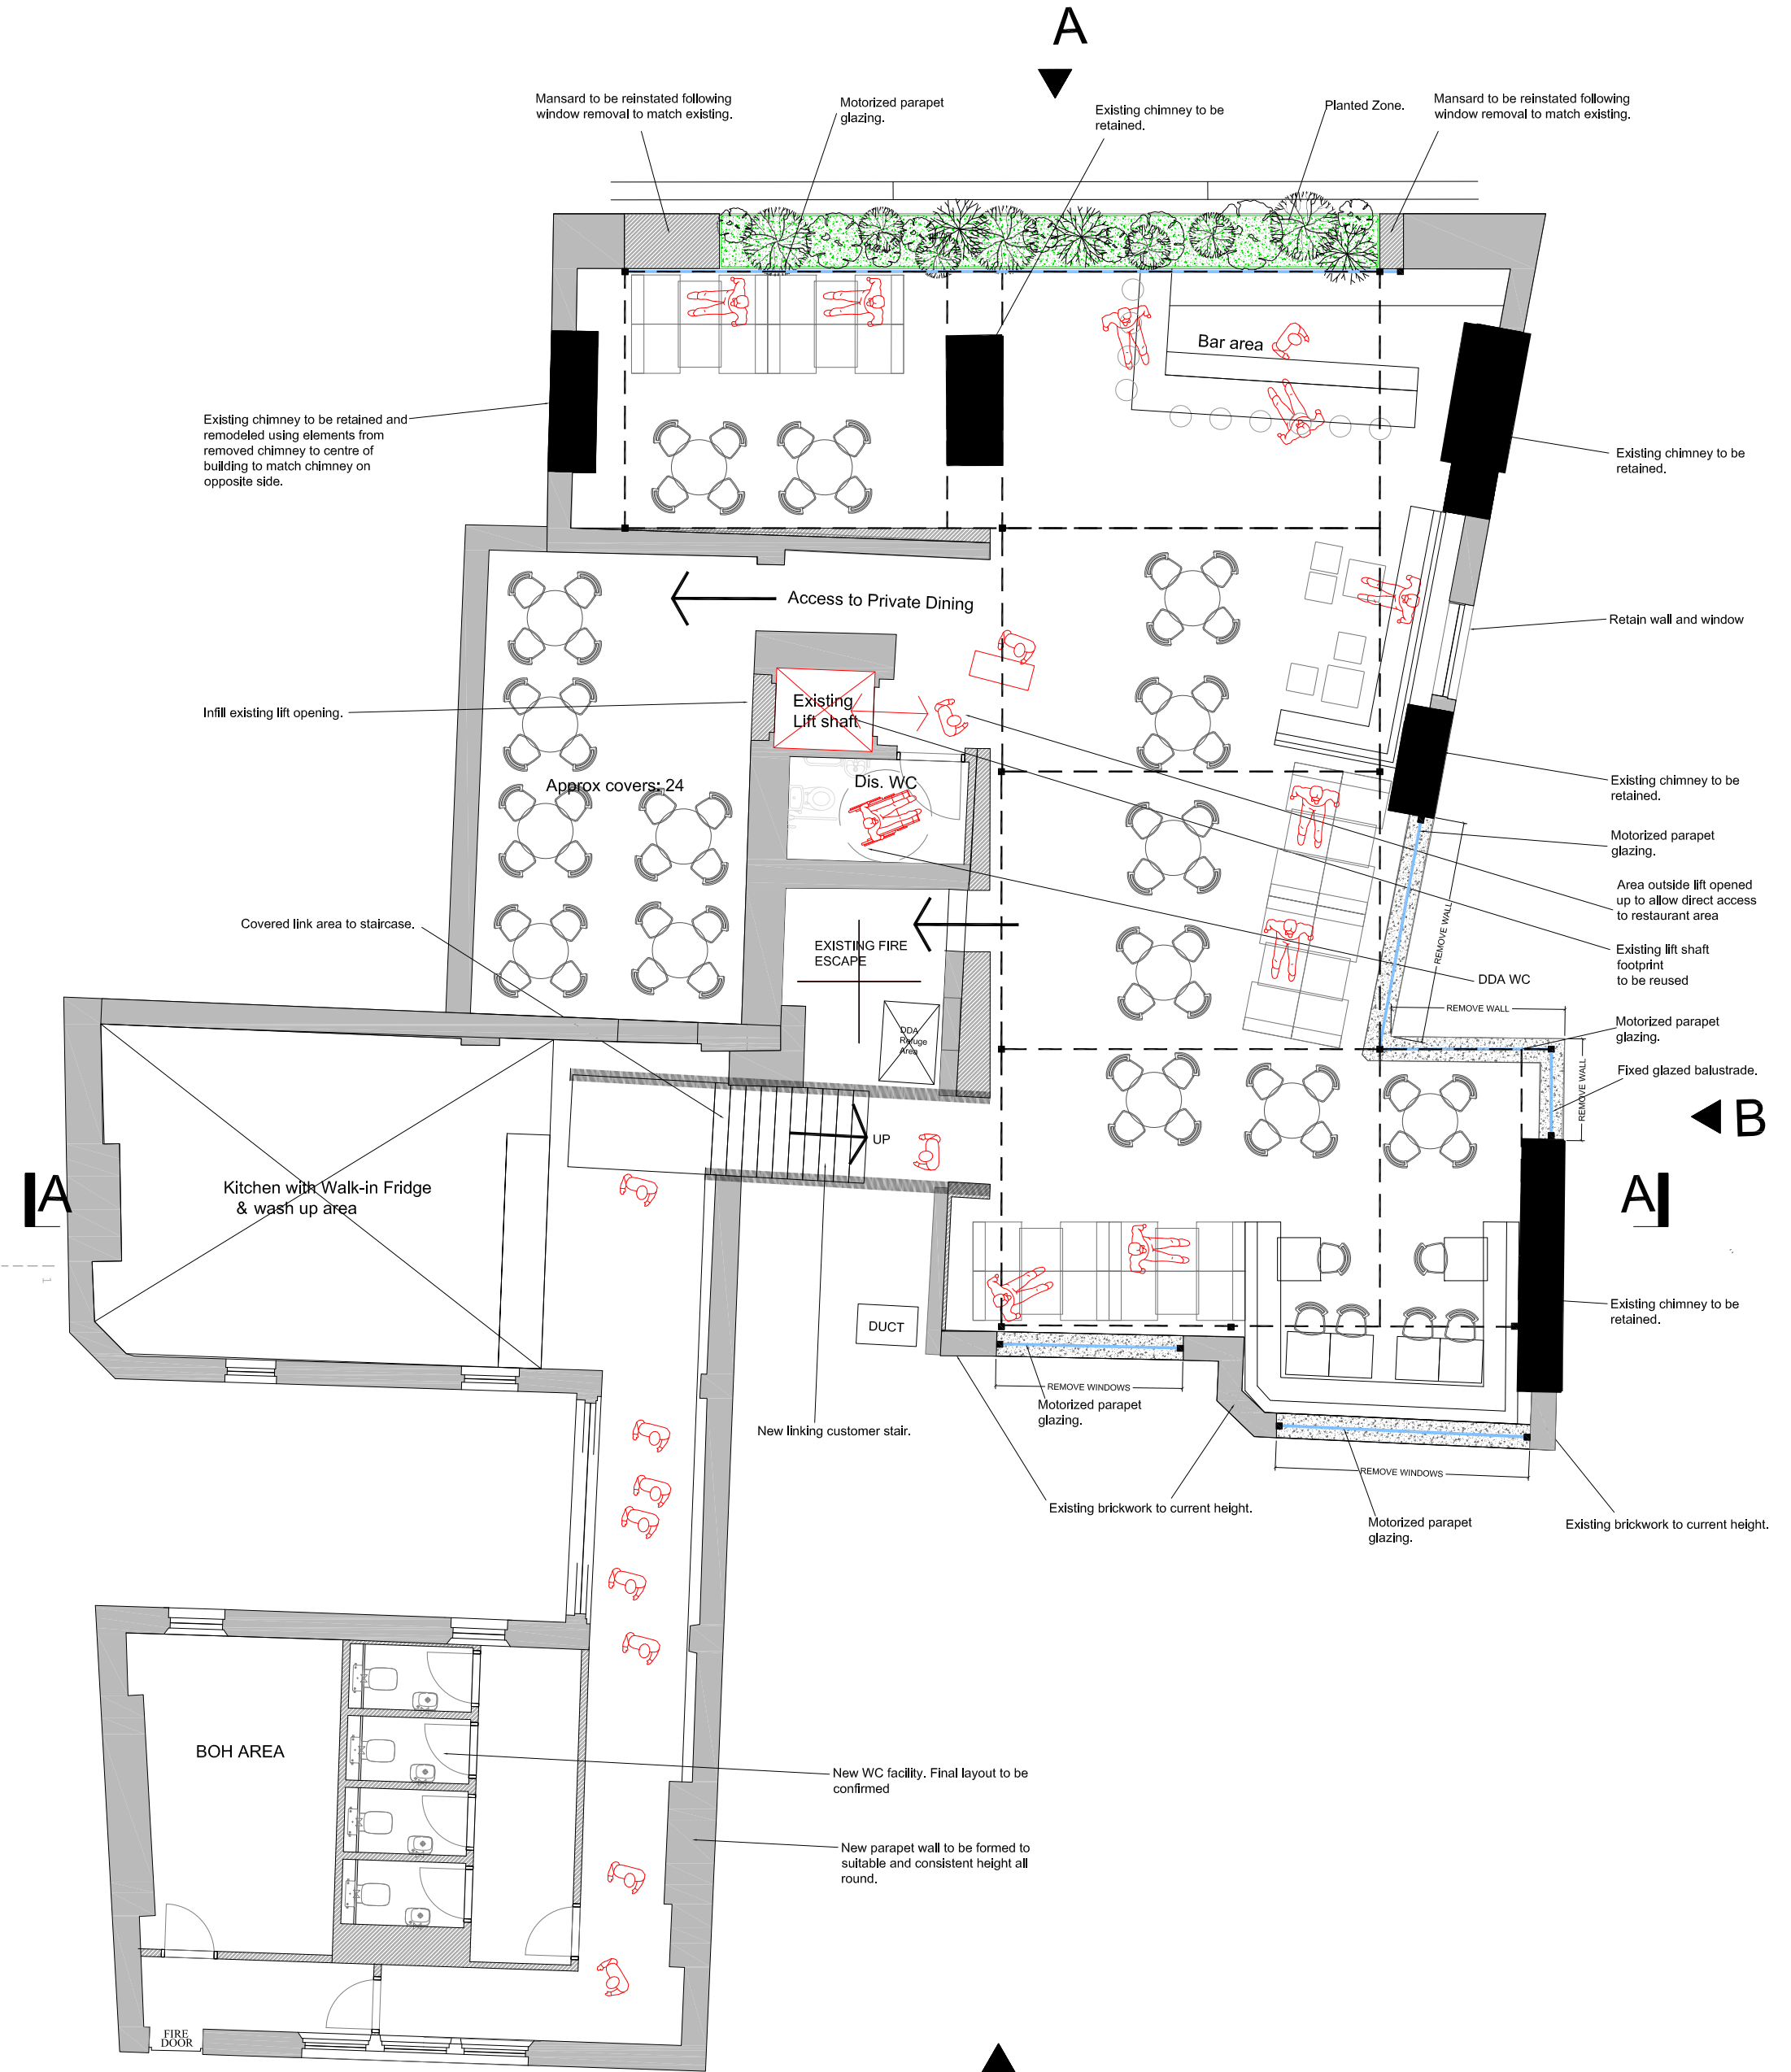 A
Mansard to be reinstated following
window removal to match existing.
Motorized parapet
glazing.
Existing chimney to be
retained.
Planted Zone.
Mansard to be reinstated following
window removal to match existing.
Bar area
Existing chimney to be retained and
remodeled using elements from
removed chimney to centre of
building to match chimney on
opposite side.
Existing chimney to be
retained.
Access to Private Dining
Retain wall and window
Infill existing lift opening.
Existing
Lift shaft
Approx covers: 24
Dis. WC
Existing chimney to be
retained.
Motorized parapet
glazing.
Area outside lift opened
up to allow direct access
to restaurant area
REMOVE WALL
Covered link area to staircase.
EXISTING FIRE
ESCAPE
Existing lift shaft
footprint
to be reused
DDA WC
REMOVE WALL
Motorized parapet
glazing.
DDA
Refuge
Area
REMOVE WALL
Fixed glazed balustrade.
B
UP
A
Kitchen with Walk-in Fridge
& wash up area
A
1
Existing chimney to be
retained.
DUCT
REMOVE WINDOWS
Motorized parapet
glazing.
New linking customer stair.
REMOVE WINDOWS
Existing brickwork to current height.
Motorized parapet
glazing.
Existing brickwork to current height.
BOH AREA
New WC facility. Final layout to be
confirmed
New parapet wall to be formed to
suitable and consistent height all
round.
FIRE
DOOR